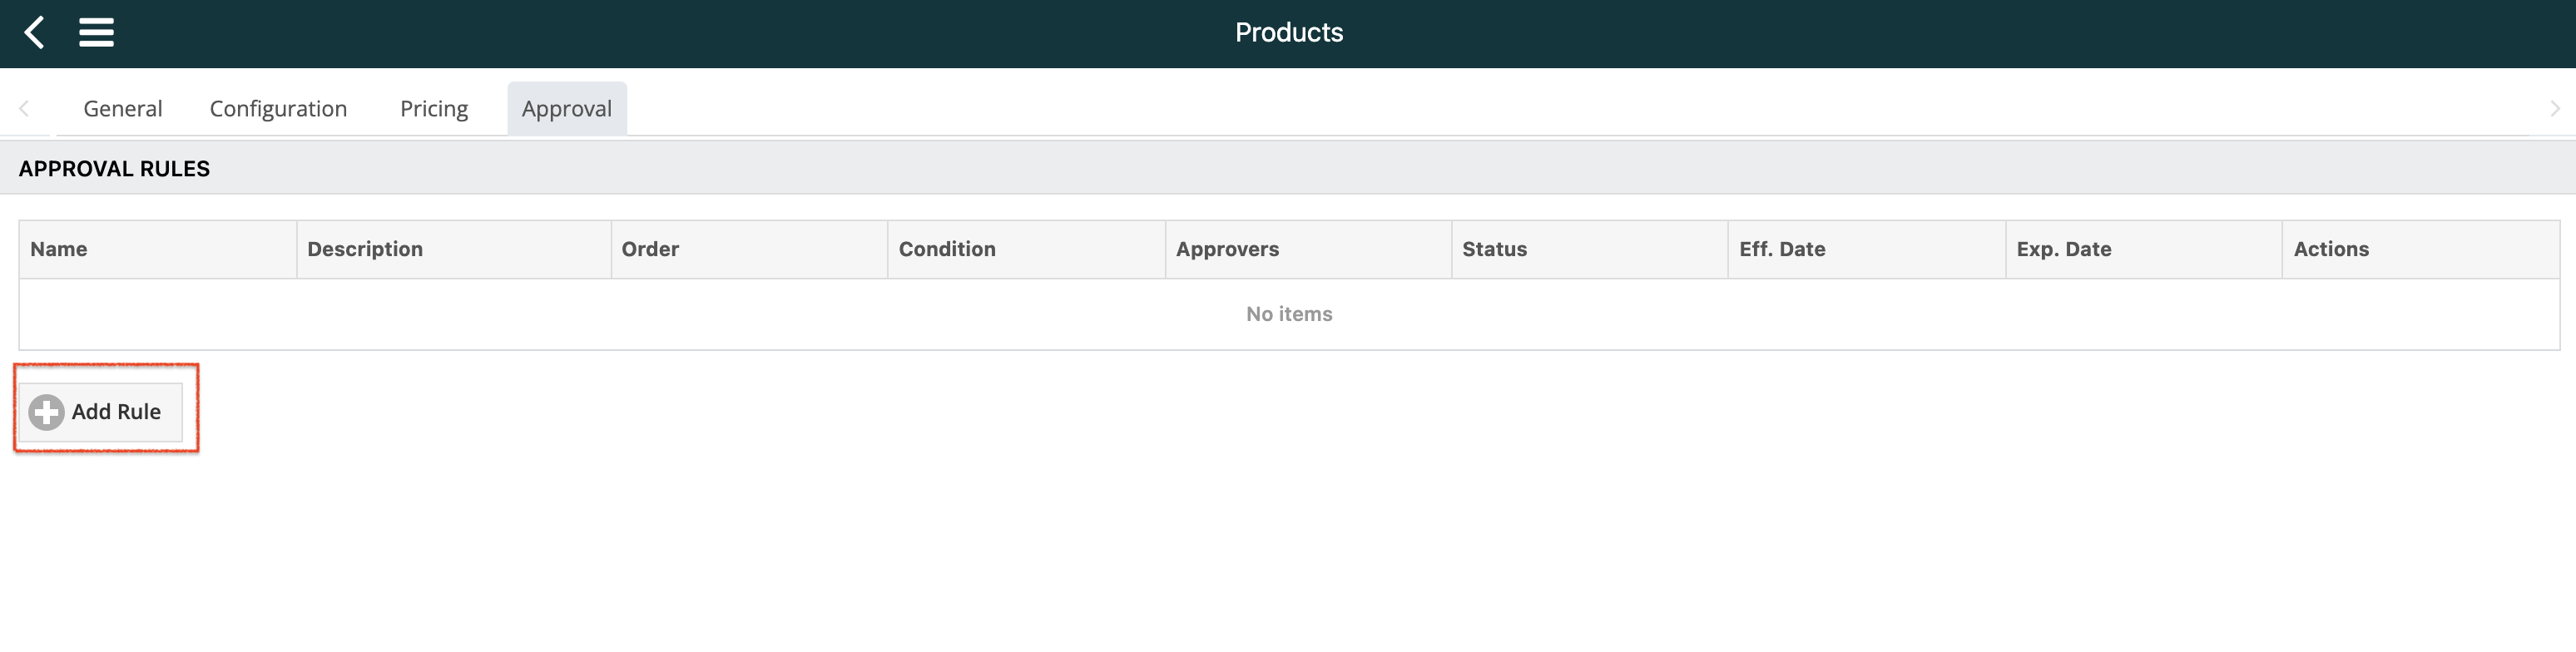 Products
General Configuration Pricing Approval
APPROVAL RULES
Name Description Order Condition Approvers Status Eff. Date Exp. Date Actions
No items
Add Rule